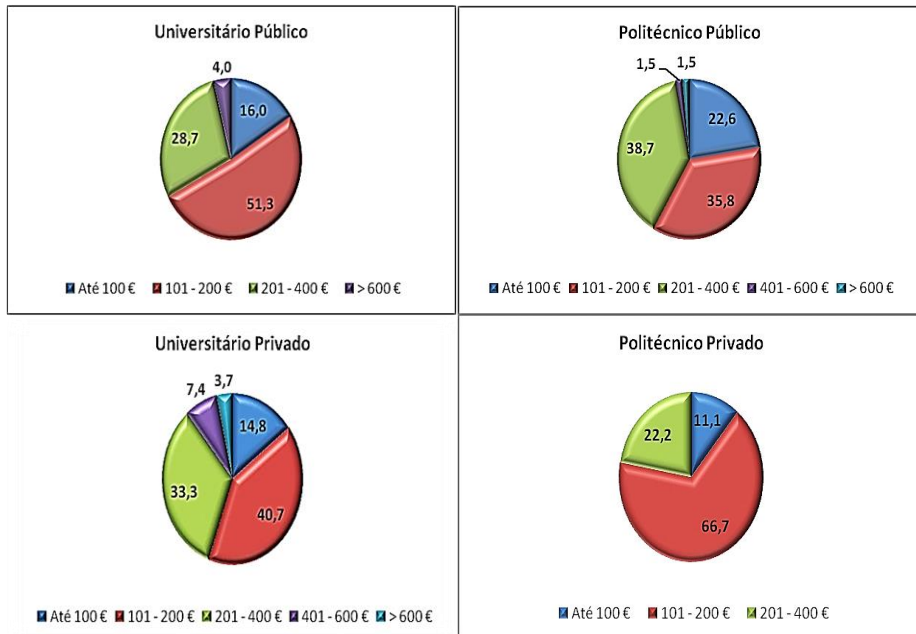 Universitário Público
4,0
16,0
28,7
51,3
Até 100 € 101 - 200 € 201 - 400 € > 600 €
Politécnico Público
1,5 1,5
22,6
38,7
35,8
Até 100 € 101 - 200 € 201 - 400 € 401 - 600 € > 600 €
Universitário Privado
3,7
7,4
14,8
33,3
40,7
Até 100 € 101 - 200 € 201 - 400 € 401 - 600 € > 600 €
Politécnico Privado
11,1
22,2
66,7
Até 100 € 101 - 200 € 201 - 400 €